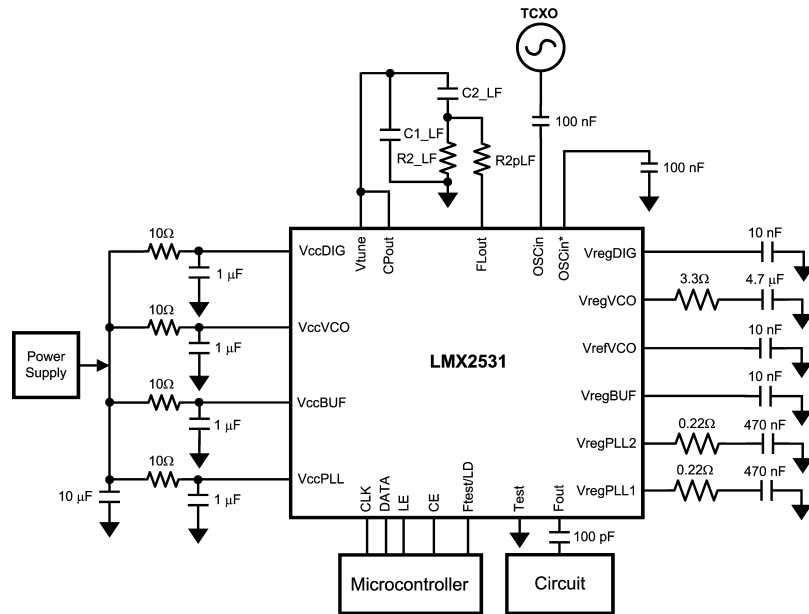 TCXO
C2_LF
100 nF
C1_LF
R2_LF
R2pLF
100 nF
10Ω
VccDIG
Vtune
CPout
FLout
OSCin
OSCin*
VregDIG
10 nF
1 µF
3.3Ω
4.7 µF
VregVCO
10Ω
VccVCO
1 µF
Power
Supply
LMX2531
VrefVCO
10 nF
10Ω
VccBUF
1 µF
VregBUF
10 nF
0.22Ω
470 nF
VregPLL2
10Ω
VccPLL
10 µF
1 µF
0.22Ω
470 nF
VregPLL1
CLK
DATA
LE
CE
Ftest/LD
Test
Fout
100 pF
Microcontroller
Circuit